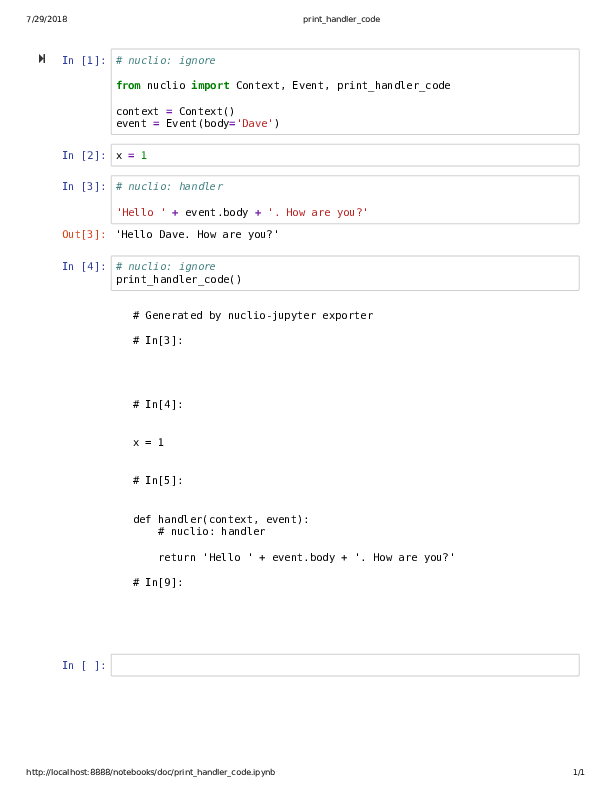 7/29/2018 print_handler_code
In [1]: # nuclio: ignore
from nuclio import Context, Event, print_handler_code
context = Context()
event = Event(body='Dave')
In [2]: x = 1
In [3]: # nuclio: handler
'Hello ' + event.body + '. How are you?'
Out[3]: 'Hello Dave. How are you?'
In [4]: # nuclio: ignore
print_handler_code()
# Generated by nuclio-jupyter exporter
# In[3]:
# In[4]:
x = 1
# In[5]:
def handler(context, event):
# nuclio: handler
return 'Hello ' + event.body + '. How are you?'
# In[9]:
In [ ]:
http://localhost:8888/notebooks/doc/print_handler_code.ipynb 1/1